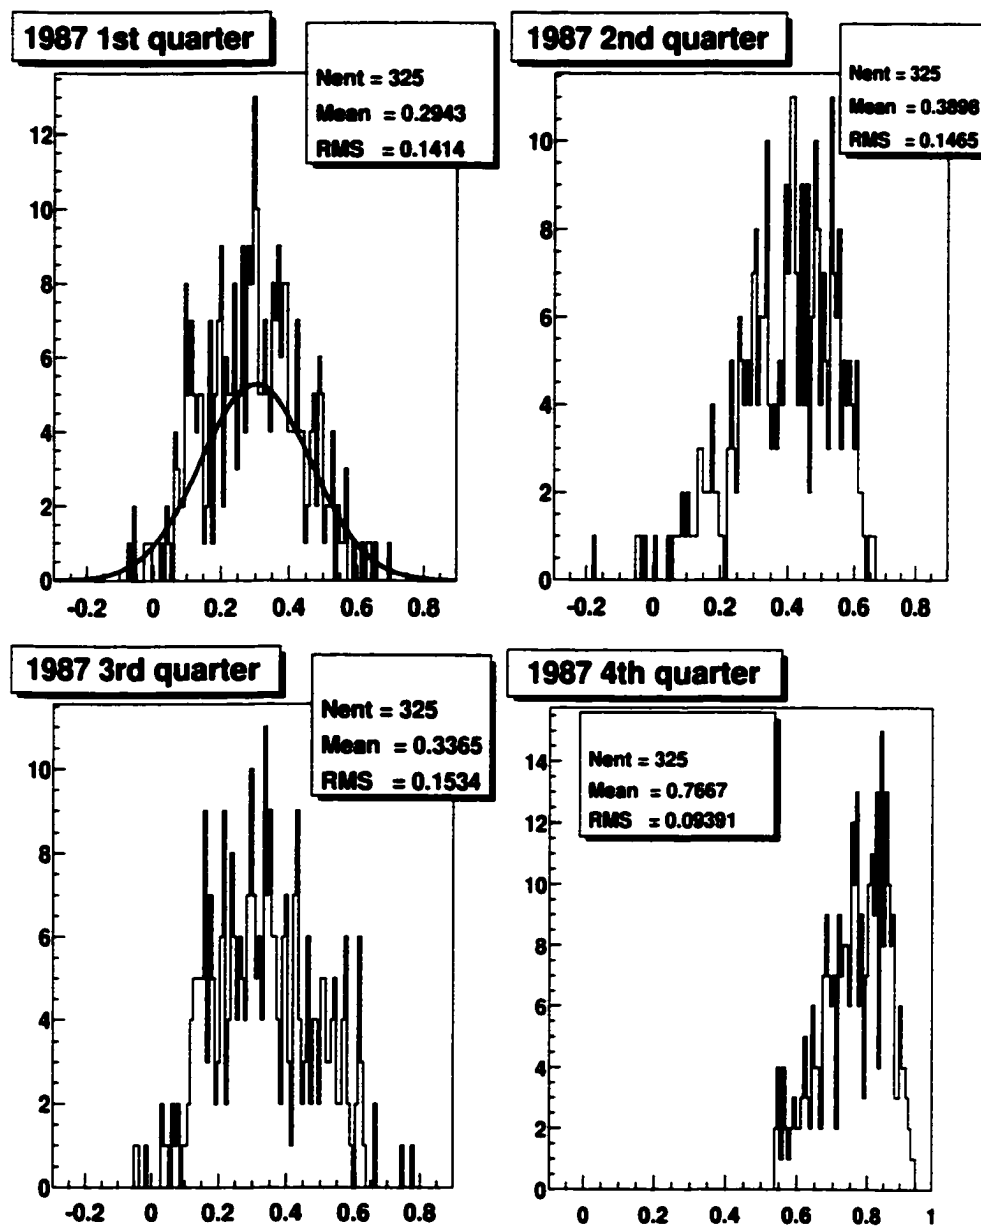 1987 1st quarter
Nent = 325
Mean = 0.2943
RMS = 0.1414
12
10
8
6
4
2
0
-0.2 0 0.2 0.4 0.6 0.8
1987 2nd quarter
Nent = 325
Mean = 0.3898
RMS = 0.1465
10
8
6
4
2
0
-0.2 0 0.2 0.4 0.6 0.8
1987 3rd quarter
Nent = 325
Mean = 0.3365
RMS = 0.1534
10
8
6
4
2
0
-0.2 0 0.2 0.4 0.6 0.8
1987 4th quarter
Nent = 325
Mean = 0.7667
RMS = 0.09391
14
12
10
8
6
4
2
0
0 0.2 0.4 0.6 0.8 1